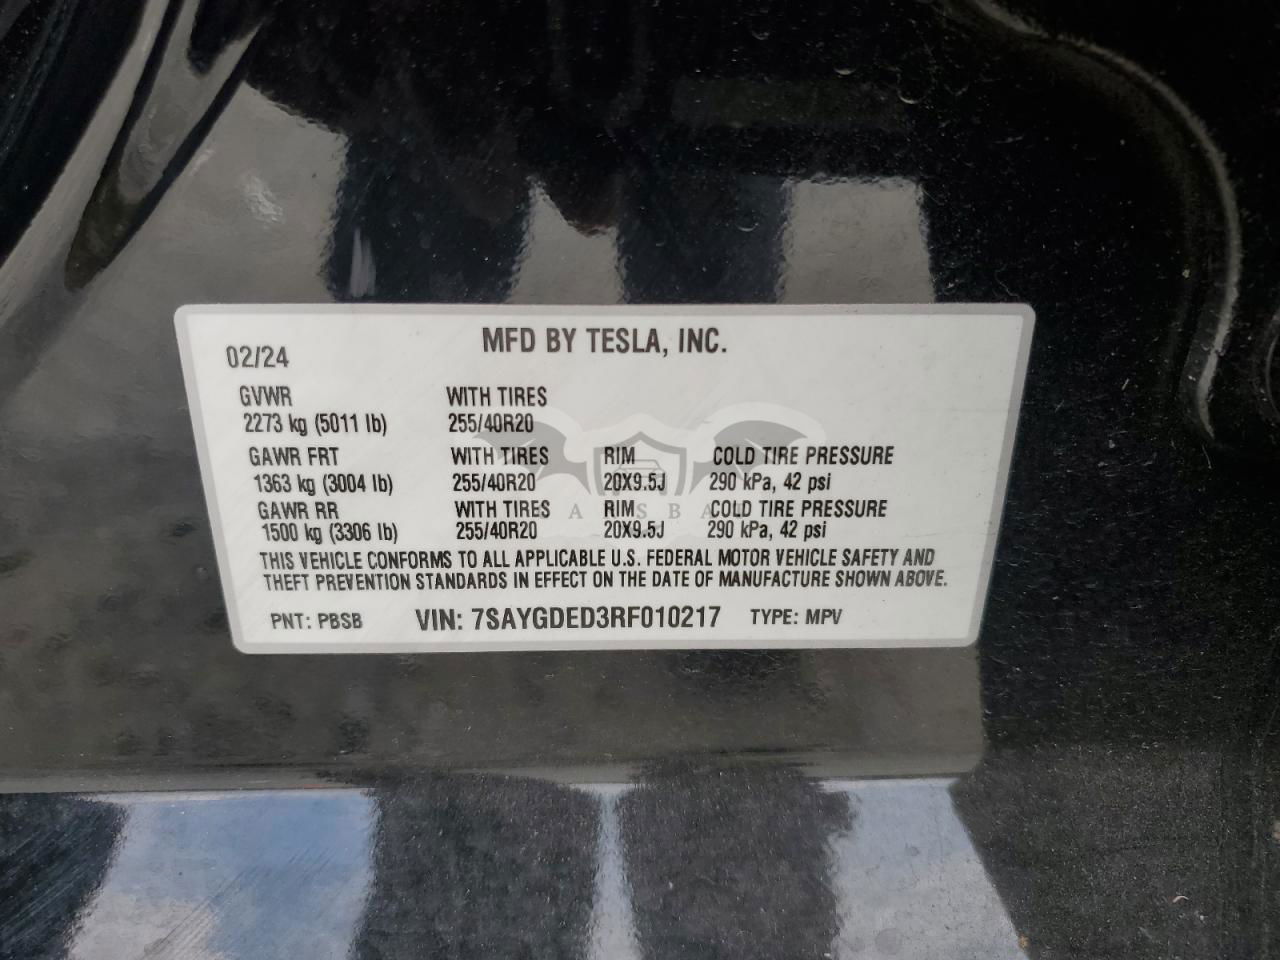 MFD BY TESLA, INC.
02/24
GVWR WITH TIRES
2273 kg (5011 lb) 255/40R20
GAWR FRT WITH TIRES RIM COLD TIRE PRESSURE
1363 kg (3004 lb) 255/40R20 20X9.5J 290 kPa, 42 psi
GAWR RR WITH TIRES RIM COLD TIRE PRESSURE
1500 kg (3306 lb) 255/40R20 20X9.5J 290 kPa, 42 psi
THIS VEHICLE CONFORMS TO ALL APPLICABLE U.S. FEDERAL MOTOR VEHICLE SAFETY AND
THEFT PREVENTION STANDARDS IN EFFECT ON THE DATE OF MANUFACTURE SHOWN ABOVE.
PNT: PBSB VIN: 7SAYGDED3RF010217 TYPE: MPV